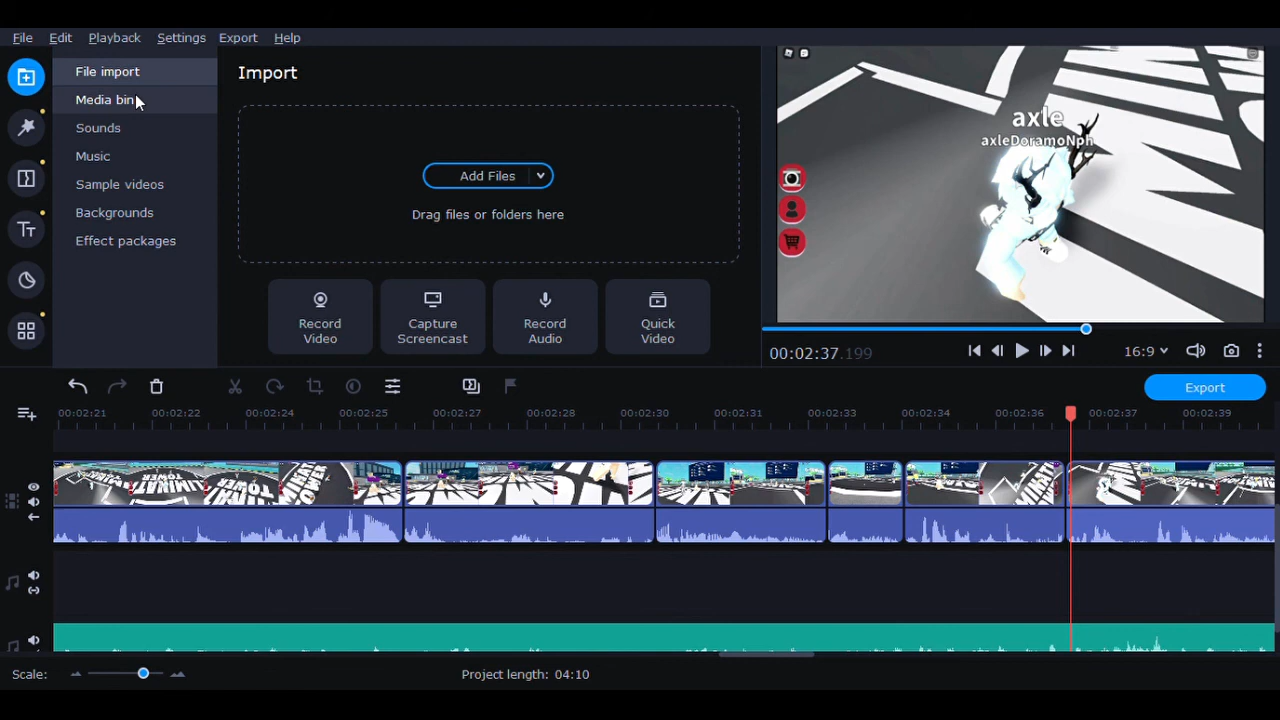 File Edit Playback Settings Export Help
File import
Media bin
Sounds
Music
Sample videos
Backgrounds
Effect packages
Import
Add Files
Drag files or folders here
Record Video
Capture Screencast
Record Audio
Quick Video
axle
axleDoramoNph
00:02:37.199
16:9
Export
00:02:21 00:02:22 00:02:24 00:02:25 00:02:27 00:02:28 00:02:30 00:02:31 00:02:33 00:02:34 00:02:36 00:02:37 00:02:39
Scale:
Project length: 04:10